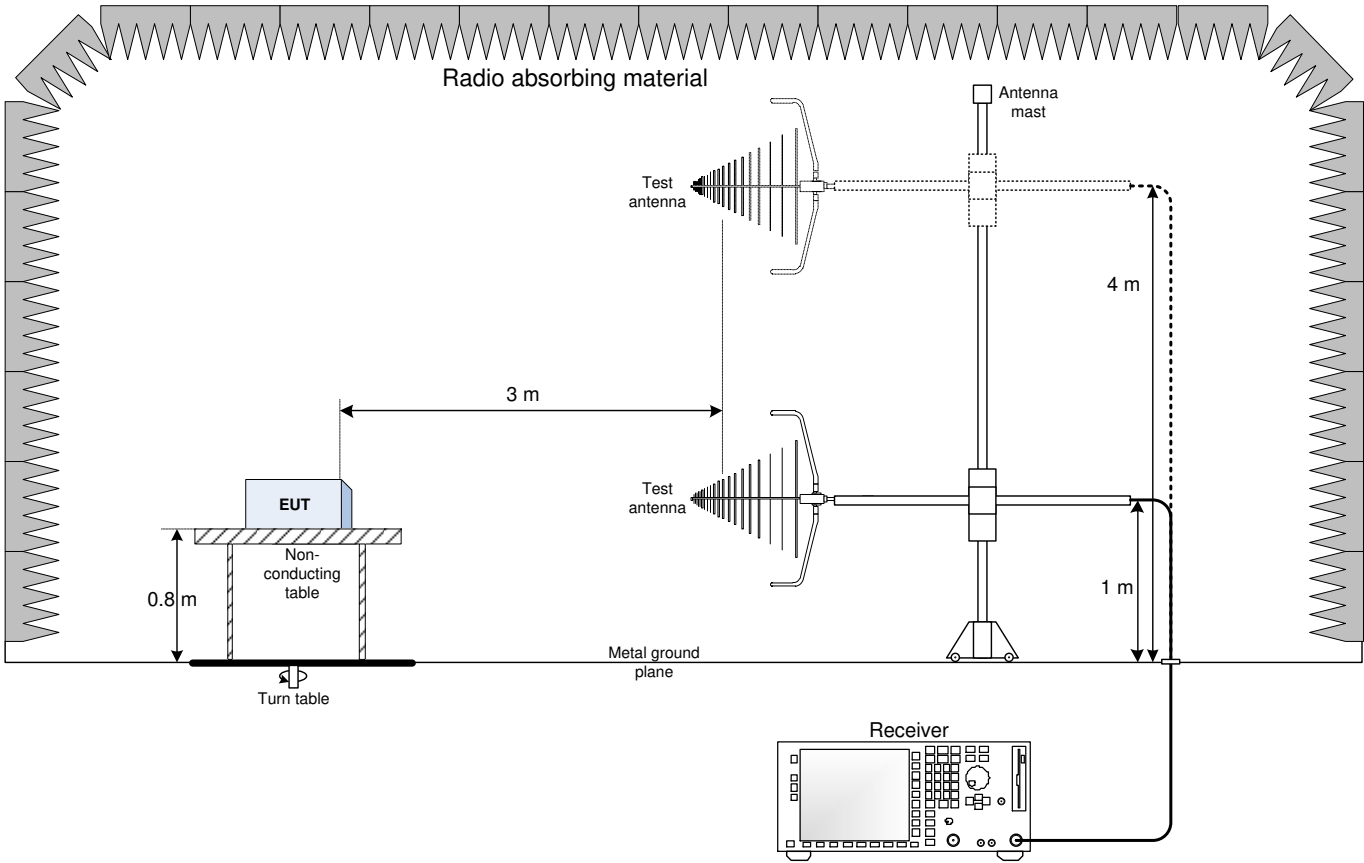 Radio absorbing material
Antenna
mast
Test
antenna
4 m
3 m
Test
antenna
EUT
Non-
conducting
table
0.8 m
1 m
Metal ground
plane
Turn table
Receiver